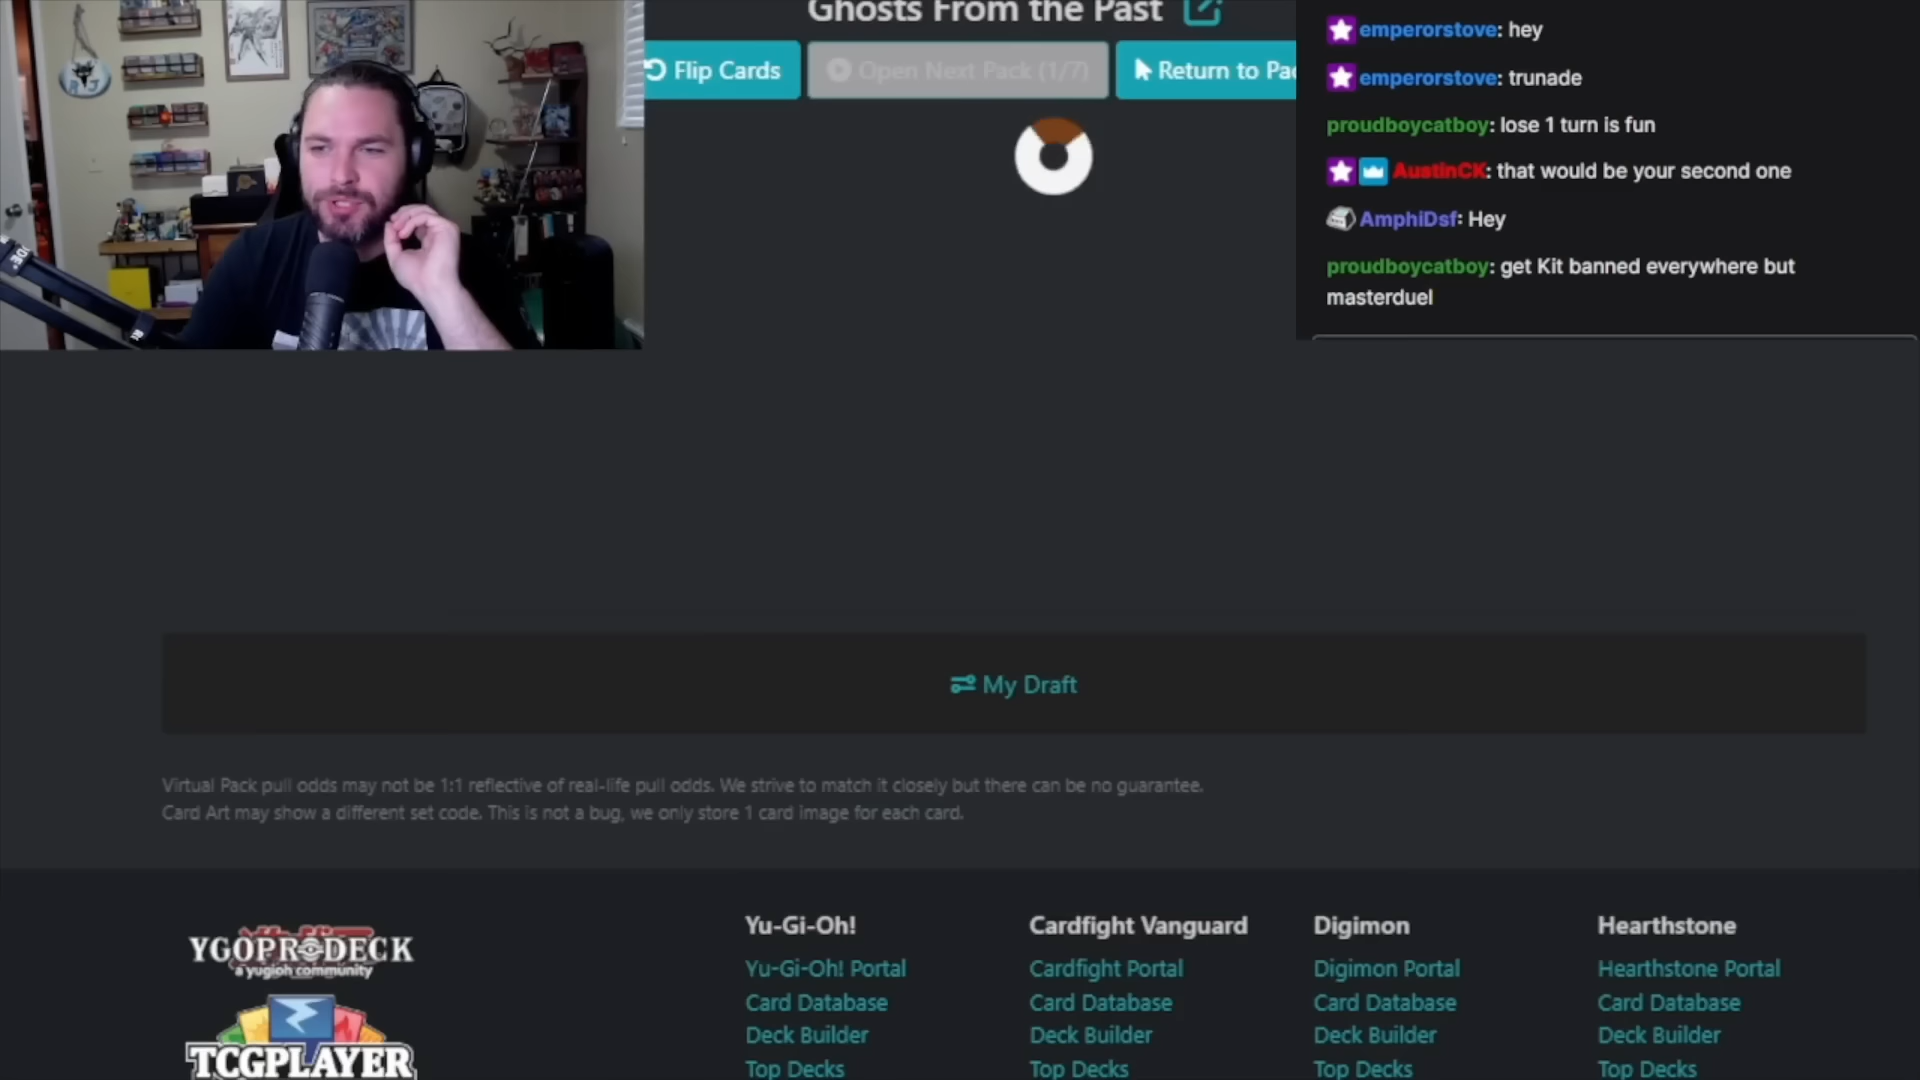 Ghosts From the Past
Flip Cards
Open Next Pack (1/7)
Return to Pac
emperorstove: hey
emperorstove: trunade
proudboycatboy: lose 1 turn is fun
AustinCK: that would be your second one
AmphiDsf: Hey
proudboycatboy: get Kit banned everywhere but
masterduel
My Draft
Virtual Pack pull odds may not be 1:1 reflective of real-life pull odds. We strive to match it closely but there can be no guarantee.
Card Art may show a different set code. This is not a bug, we only store 1 card image for each card.
YGOPRODECK
a yugioh community
TCGPLAYER
Yu-Gi-Oh!
Yu-Gi-Oh! Portal
Card Database
Deck Builder
Top Decks
Cardfight Vanguard
Cardfight Portal
Card Database
Deck Builder
Top Decks
Digimon
Digimon Portal
Card Database
Deck Builder
Top Decks
Hearthstone
Hearthstone Portal
Card Database
Deck Builder
Top Decks